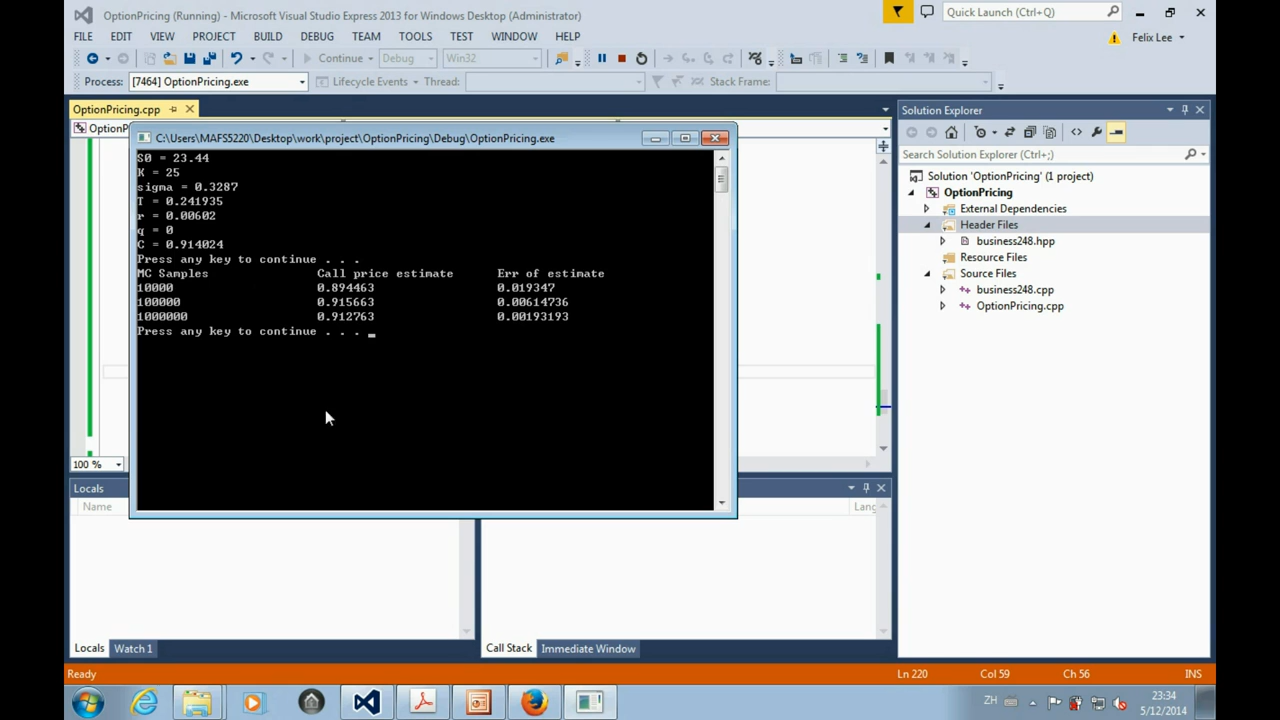 OptionPricing (Running) - Microsoft Visual Studio Express 2013 for Windows Desktop (Administrator)
Quick Launch (Ctrl+Q)
FILE EDIT VIEW PROJECT BUILD DEBUG TEAM TOOLS TEST WINDOW HELP
Felix Lee
Continue Debug Win32
Process: [7464] OptionPricing.exe Lifecycle Events Thread: Stack Frame:
OptionPricing.cpp
OptionP
C:\Users\MAFS5220\Desktop\work\project\OptionPricing\Debug\OptionPricing.exe
S0 = 23.44
K = 25
sigma = 0.3287
T = 0.241935
r = 0.00602
q = 0
C = 0.914024
Press any key to continue . . .
MC Samples Call price estimate Err of estimate
10000 0.894463 0.019347
100000 0.915663 0.00614736
1000000 0.912763 0.00193193
Press any key to continue . . . _
100 %
Locals
Name
Lang
Locals Watch 1
Call Stack Immediate Window
Solution Explorer
Search Solution Explorer (Ctrl+;)
Solution 'OptionPricing' (1 project)
OptionPricing
External Dependencies
Header Files
business248.hpp
Resource Files
Source Files
business248.cpp
OptionPricing.cpp
Ready Ln 220 Col 59 Ch 56 INS
ZH
23:34
5/12/2014